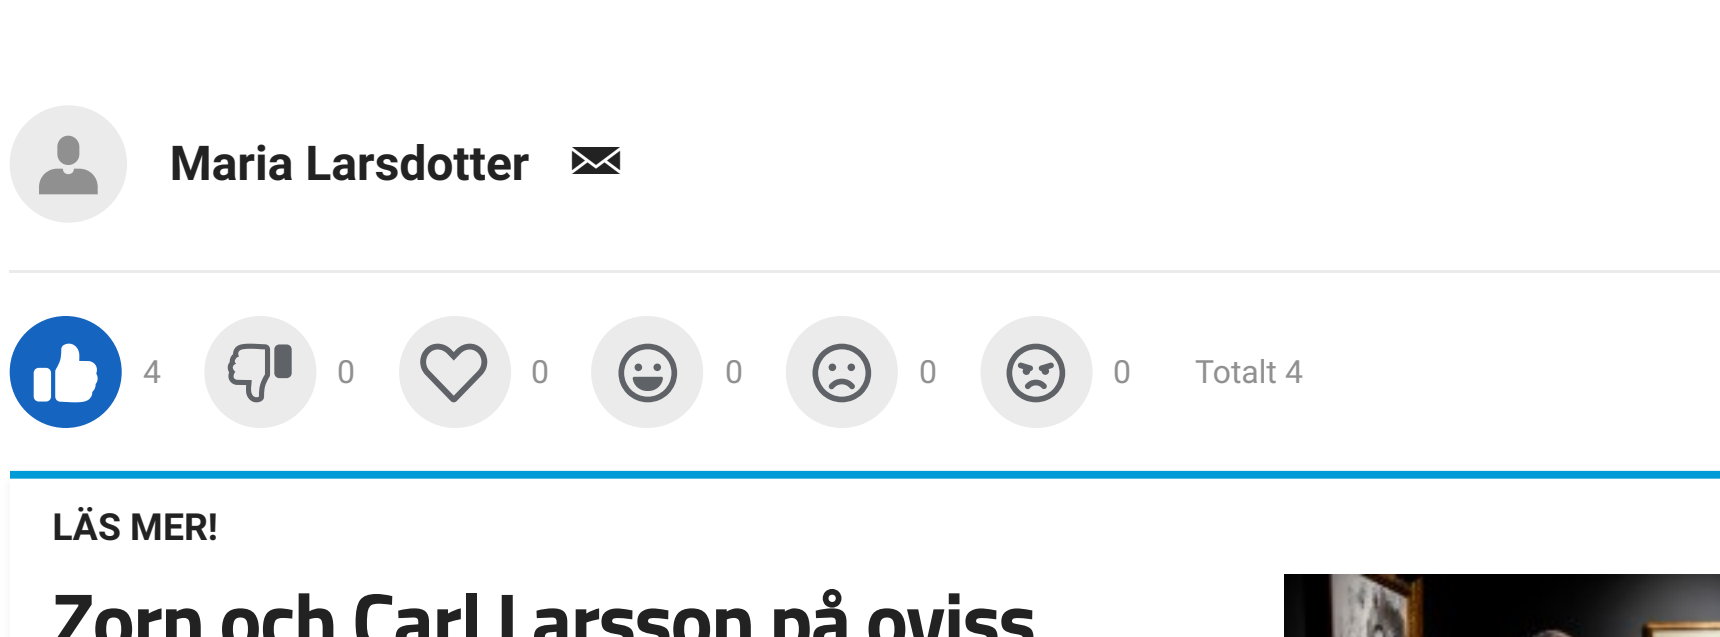 Maria Larsdotter
4 0 0 0 0 0 Totalt 4
LÄS MER!
Zorn och Carl Larsson på oviss